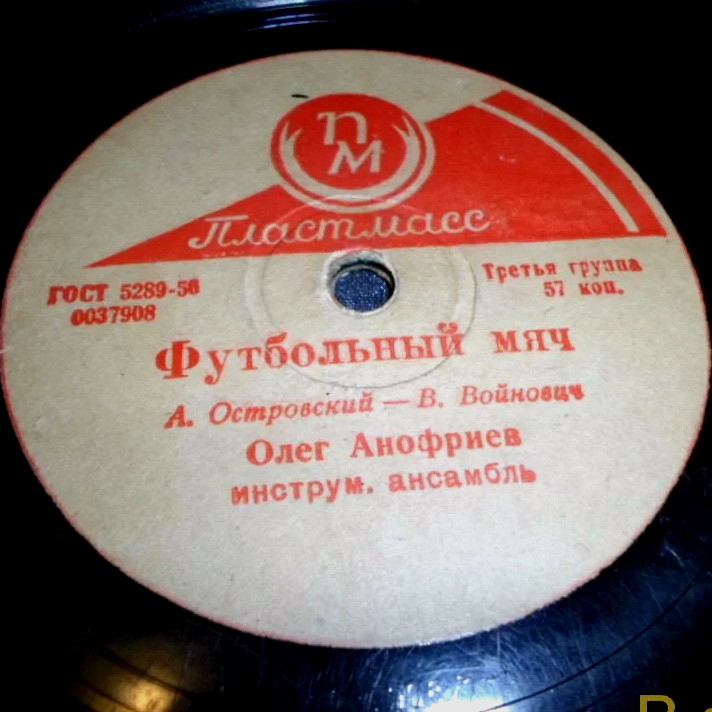 ПМ
Пластмасс
ГОСТ 5289-56
0037908
Третья группа
57 коп.
Футбольный мяч
А. Островский — В. Войнович
Олег Анофриев
инструм. ансамбль